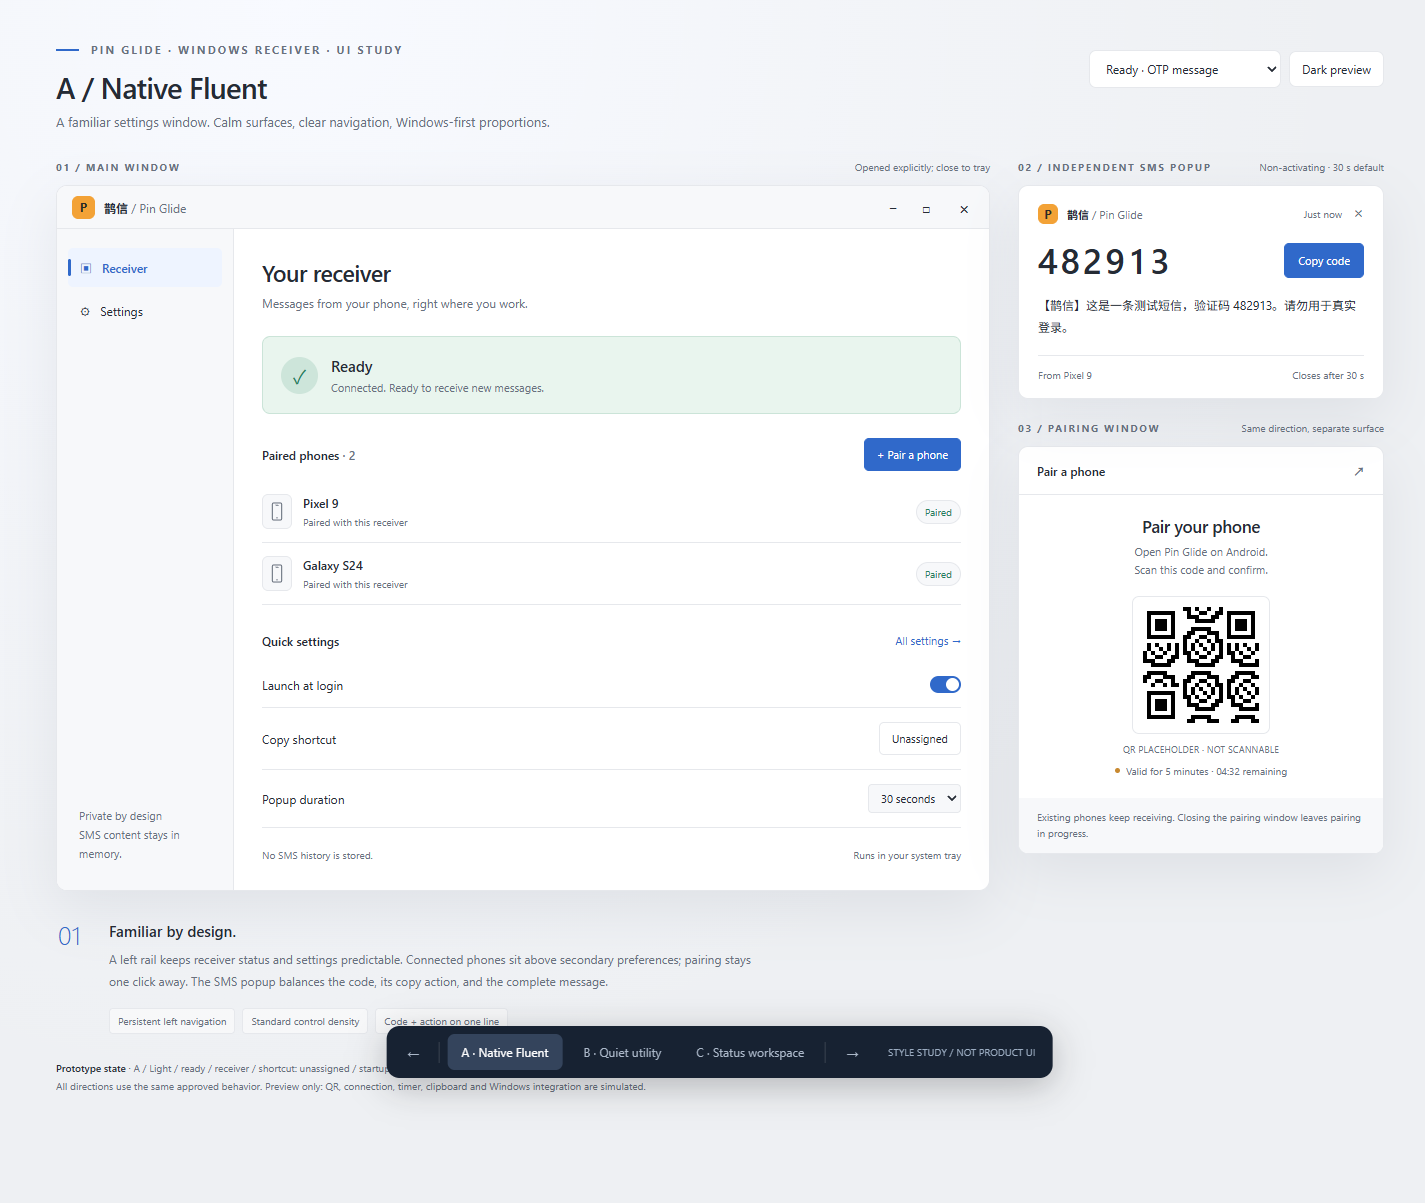 PIN GLIDE · WINDOWS RECEIVER · UI STUDY
A / Native Fluent
A familiar settings window. Calm surfaces, clear navigation, Windows-first proportions.
Ready · OTP message
Dark preview
01 / MAIN WINDOW
Opened explicitly; close to tray
P
鹊信 / Pin Glide
Receiver
Settings
Private by design
SMS content stays in
memory.
Your receiver
Messages from your phone, right where you work.
Ready
Connected. Ready to receive new messages.
Paired phones · 2
+ Pair a phone
Pixel 9
Paired with this receiver
Paired
Galaxy S24
Paired with this receiver
Paired
Quick settings
All settings →
Launch at login
Copy shortcut
Unassigned
Popup duration
30 seconds
No SMS history is stored.
Runs in your system tray
02 / INDEPENDENT SMS POPUP
Non-activating · 30 s default
P
鹊信 / Pin Glide
Just now
482913
Copy code
【鹊信】这是一条测试短信，验证码 482913。请勿用于真实
登录。
From Pixel 9
Closes after 30 s
03 / PAIRING WINDOW
Same direction, separate surface
Pair a phone
Pair your phone
Open Pin Glide on Android.
Scan this code and confirm.
QR PLACEHOLDER · NOT SCANNABLE
Valid for 5 minutes · 04:32 remaining
Existing phones keep receiving. Closing the pairing window leaves pairing
in progress.
01
Familiar by design.
A left rail keeps receiver status and settings predictable. Connected phones sit above secondary preferences; pairing stays
one click away. The SMS popup balances the code, its copy action, and the complete message.
Persistent left navigation
Standard control density
Code + action on one line
← A · Native Fluent
B · Quiet utility
C · Status workspace
→
STYLE STUDY / NOT PRODUCT UI
Prototype state · A / Light / ready / receiver / shortcut: unassigned / startup
All directions use the same approved behavior. Preview only: QR, connection, timer, clipboard and Windows integration are simulated.